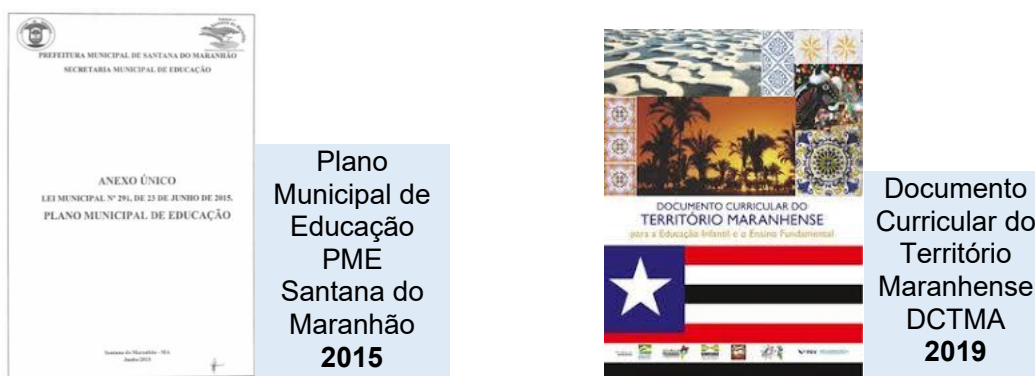 PREFEITURA MUNICIPAL DE SANTANA DO MARANHÃO
SECRETARIA MUNICIPAL DE EDUCAÇÃO
ANEXO ÚNICO
LEI MUNICIPAL Nº 291, DE 23 DE JUNHO DE 2015.
PLANO MUNICIPAL DE EDUCAÇÃO
Santana do Maranhão - MA
Junho/2015
Plano
Municipal de
Educação
PME
Santana do
Maranhão
2015
DOCUMENTO CURRICULAR DO
TERRITÓRIO MARANHENSE
para a Educação Infantil e o Ensino Fundamental
Documento
Curricular do
Território
Maranhense
DCTMA
2019